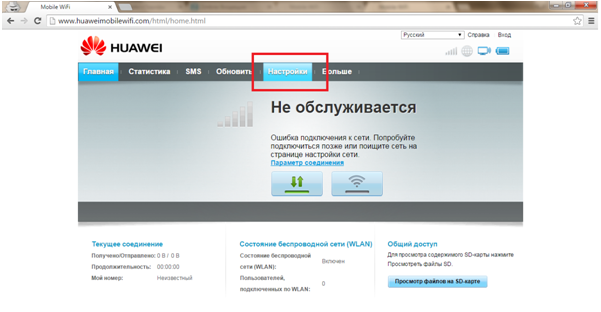 Mobile WiFi
www.huaweimobilewifi.com/html/home.html
Русский Справка Вход
HUAWEI
Главная Статистика SMS Обновить Настройки Больше
Не обслуживается
Ошибка подключения к сети. Попробуйте
подключиться позже или поищите сеть на
странице настройки сети.
Параметр соединения
Текущее соединение
Получено/Отправлено: 0 B / 0 B
Продолжительность: 00:00:00
Мой номер: Неизвестный
Состояние беспроводной сети (WLAN)
Состояние беспроводной
сети (WLAN): Включен
Пользователей,
подключенных по WLAN: 0
Общий доступ
Для просмотра содержимого SD-карты нажмите
Просмотреть файлы SD.
Просмотр файлов на SD-карте